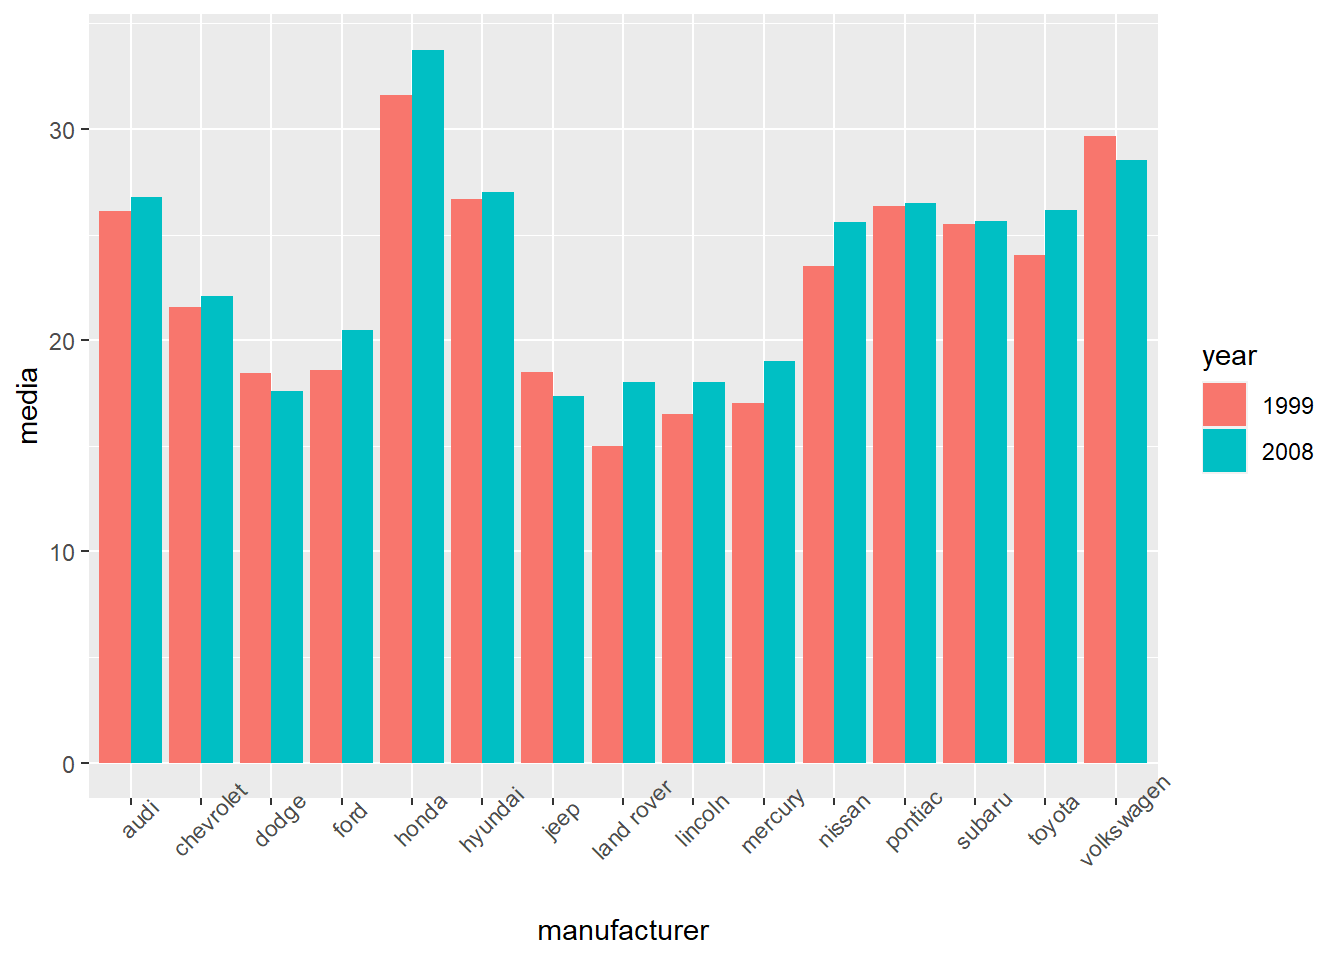 media
30
20
10
0
audi
chevrolet
dodge
ford
honda
hyundai
jeep
land rover
lincoln
mercury
nissan
pontiac
subaru
toyota
volkswagen
manufacturer
year
1999
2008